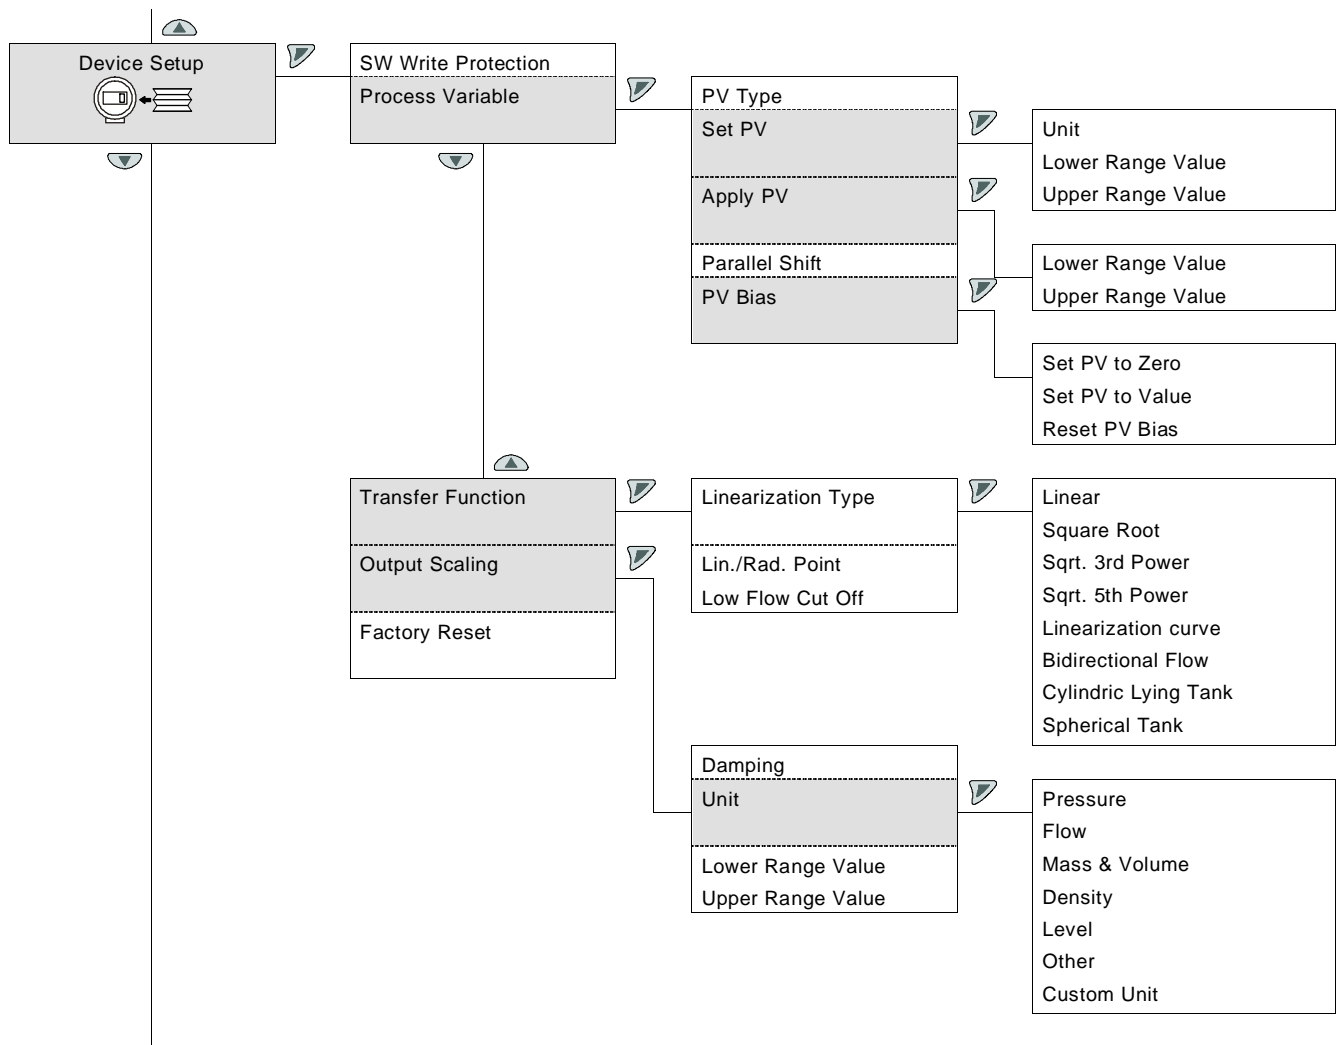 Device Setup
SW Write Protection
Process Variable
PV Type
Set PV
Apply PV
Parallel Shift
PV Bias
Unit
Lower Range Value
Upper Range Value
Lower Range Value
Upper Range Value
Set PV to Zero
Set PV to Value
Reset PV Bias
Transfer Function
Output Scaling
Factory Reset
Linearization Type
Lin./Rad. Point
Low Flow Cut Off
Linear
Square Root
Sqrt. 3rd Power
Sqrt. 5th Power
Linearization curve
Bidirectional Flow
Cylindric Lying Tank
Spherical Tank
Damping
Unit
Lower Range Value
Upper Range Value
Pressure
Flow
Mass & Volume
Density
Level
Other
Custom Unit